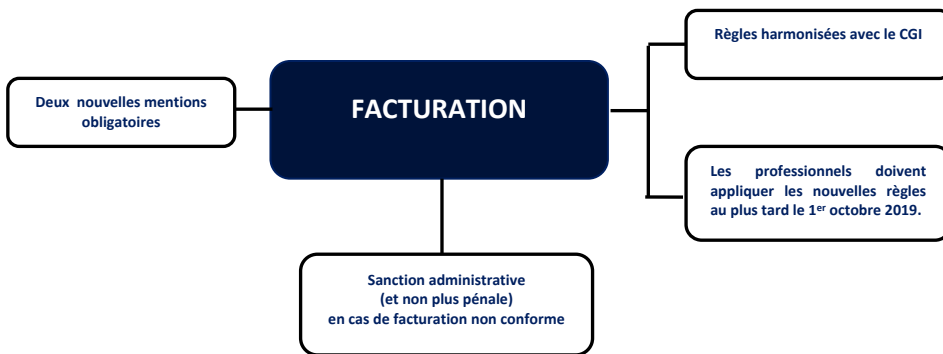 Règles harmonisées avec le CGI
Deux nouvelles mentions
obligatoires
FACTURATION
Les professionnels doivent
appliquer les nouvelles règles
au plus tard le 1er octobre 2019.
Sanction administrative
(et non plus pénale)
en cas de facturation non conforme